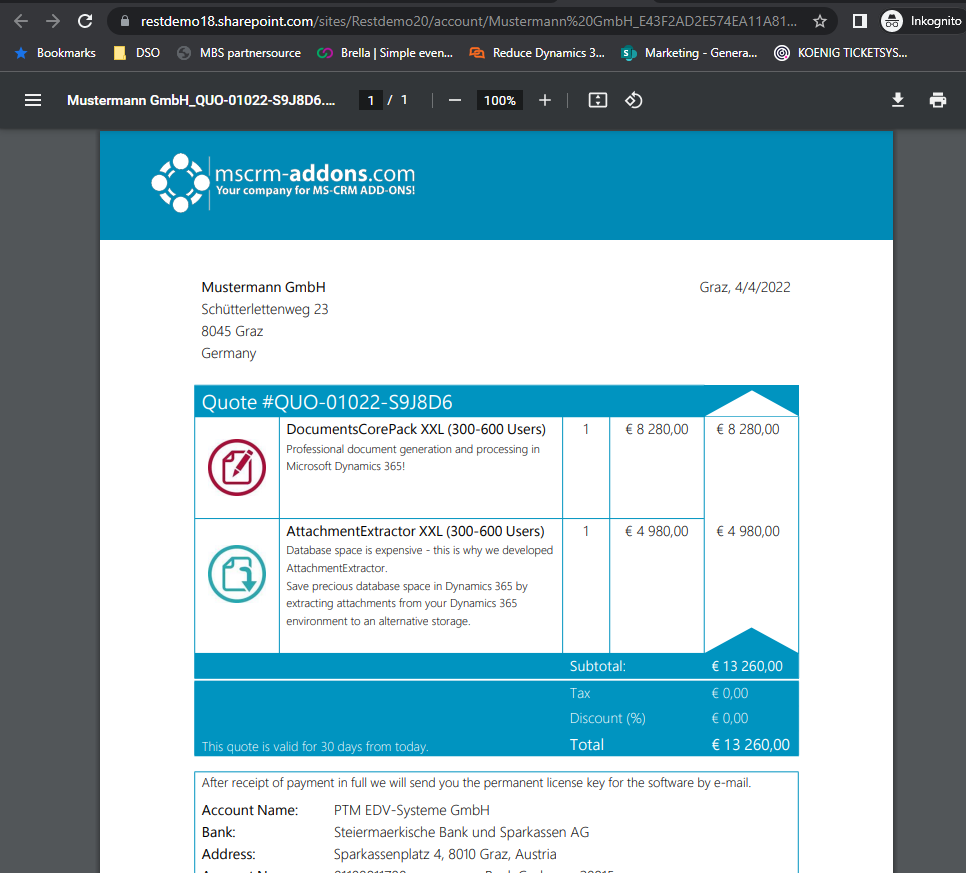 restdemo18.sharepoint.com/sites/Restdemo20/account/Mustermann%20GmbH_E43F2AD2E574EA11A81... Inkognito
Bookmarks DSO MBS partnersource Brella | Simple even... Reduce Dynamics 3... Marketing - Genera... KOENIG TICKETSYS...
Mustermann GmbH_QUO-01022-S9J8D6.... 1 / 1 100%
mscrm-addons.com
Your company for MS-CRM ADD-ONS!
Mustermann GmbH Graz, 4/4/2022
Schütterlettenweg 23
8045 Graz
Germany
Quote #QUO-01022-S9J8D6
DocumentsCorePack XXL (300-600 Users) 1 € 8 280,00 € 8 280,00
Professional document generation and processing in
Microsoft Dynamics 365!
AttachmentExtractor XXL (300-600 Users) 1 € 4 980,00 € 4 980,00
Database space is expensive - this is why we developed
AttachmentExtractor.
Save precious database space in Dynamics 365 by
extracting attachments from your Dynamics 365
environment to an alternative storage.
Subtotal: € 13 260,00
Tax € 0,00
Discount (%) € 0,00
This quote is valid for 30 days from today. Total € 13 260,00
After receipt of payment in full we will send you the permanent license key for the software by e-mail.
Account Name: PTM EDV-Systeme GmbH
Bank: Steiermaerkische Bank und Sparkassen AG
Address: Sparkassenplatz 4, 8010 Graz, Austria